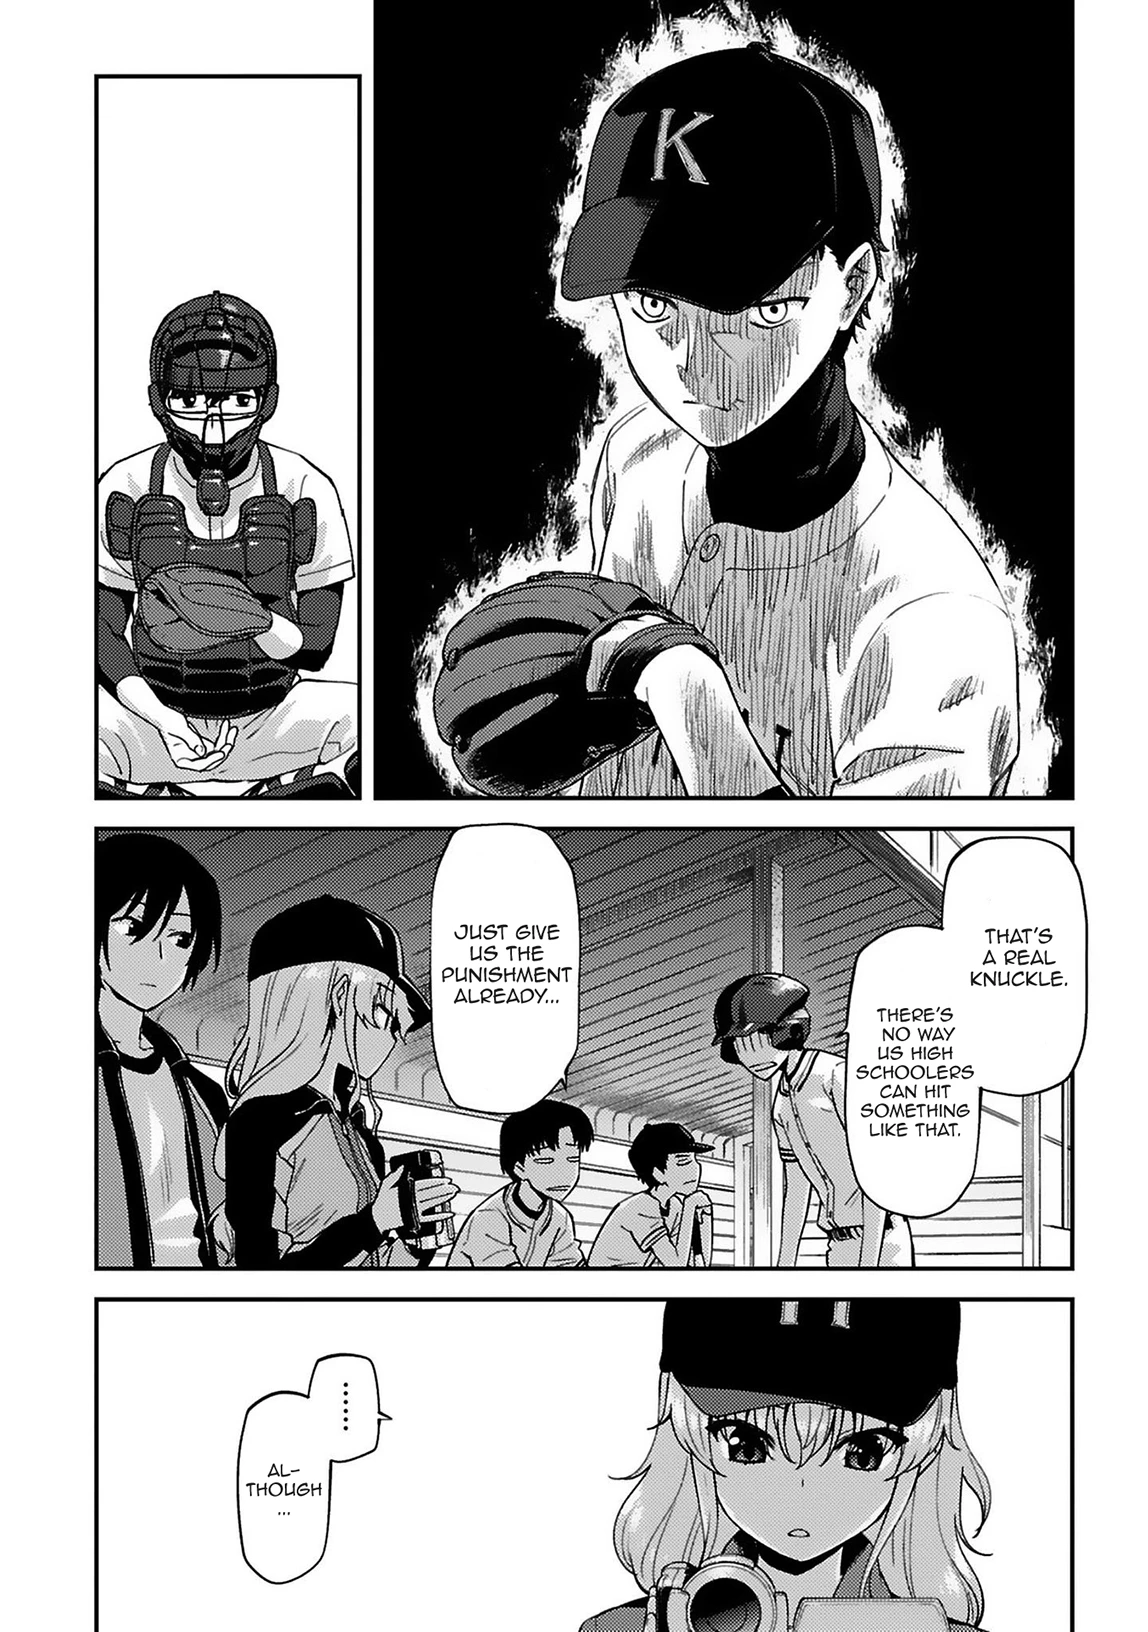 K
THAT'S
A REAL
KNUCKLE.
THERE'S
NO WAY
US HIGH
SCHOOLERS
CAN HIT
SOMETHING
LIKE THAT.
JUST GIVE
US THE
PUNISHMENT
ALREADY...
......
AL-
THOUGH
...